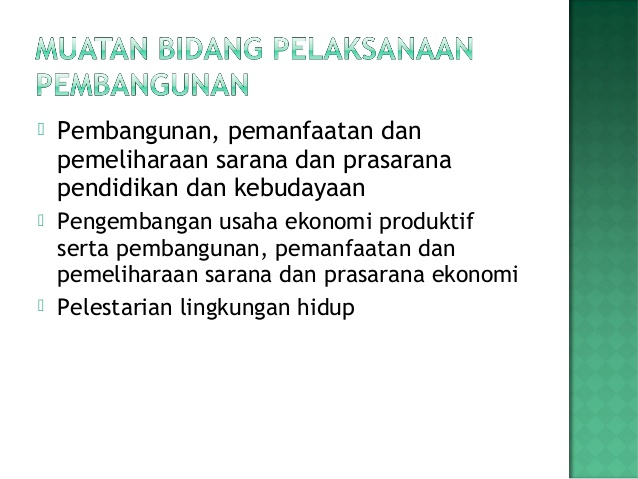 MUATAN BIDANG PELAKSANAAN
PEMBANGUNAN
Pembangunan, pemanfaatan dan
pemeliharaan sarana dan prasarana
pendidikan dan kebudayaan
Pengembangan usaha ekonomi produktif
serta pembangunan, pemanfaatan dan
pemeliharaan sarana dan prasarana ekonomi
Pelestarian lingkungan hidup